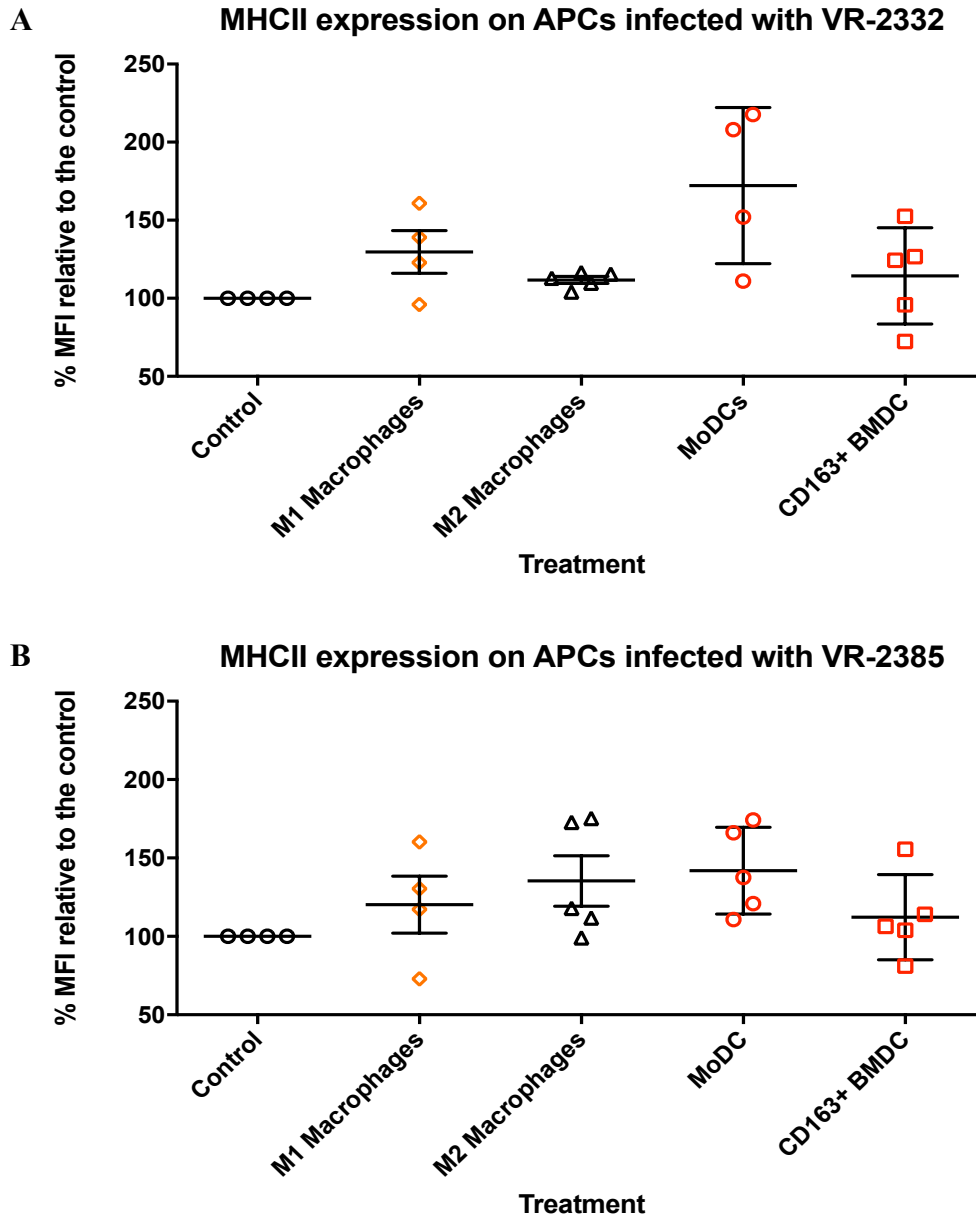 A
MHCII expression on APCs infected with VR-2332
% MFI relative to the control
250
200
150
100
50
Control
M1 Macrophages
M2 Macrophages
MoDCs
CD163+ BMDC
Treatment
B
MHCII expression on APCs infected with VR-2385
% MFI relative to the control
250
200
150
100
50
Control
M1 Macrophages
M2 Macrophages
MoDC
CD163+ BMDC
Treatment